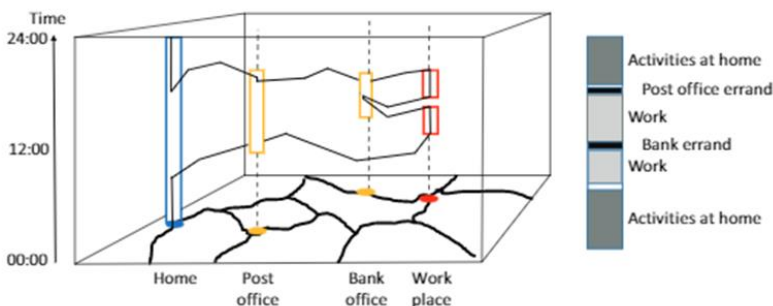 Time
24:00
12:00
00:00
Home
Post
office
Bank
office
Work
place
Activities at home
Post office errand
Work
Bank errand
Work
Activities at home